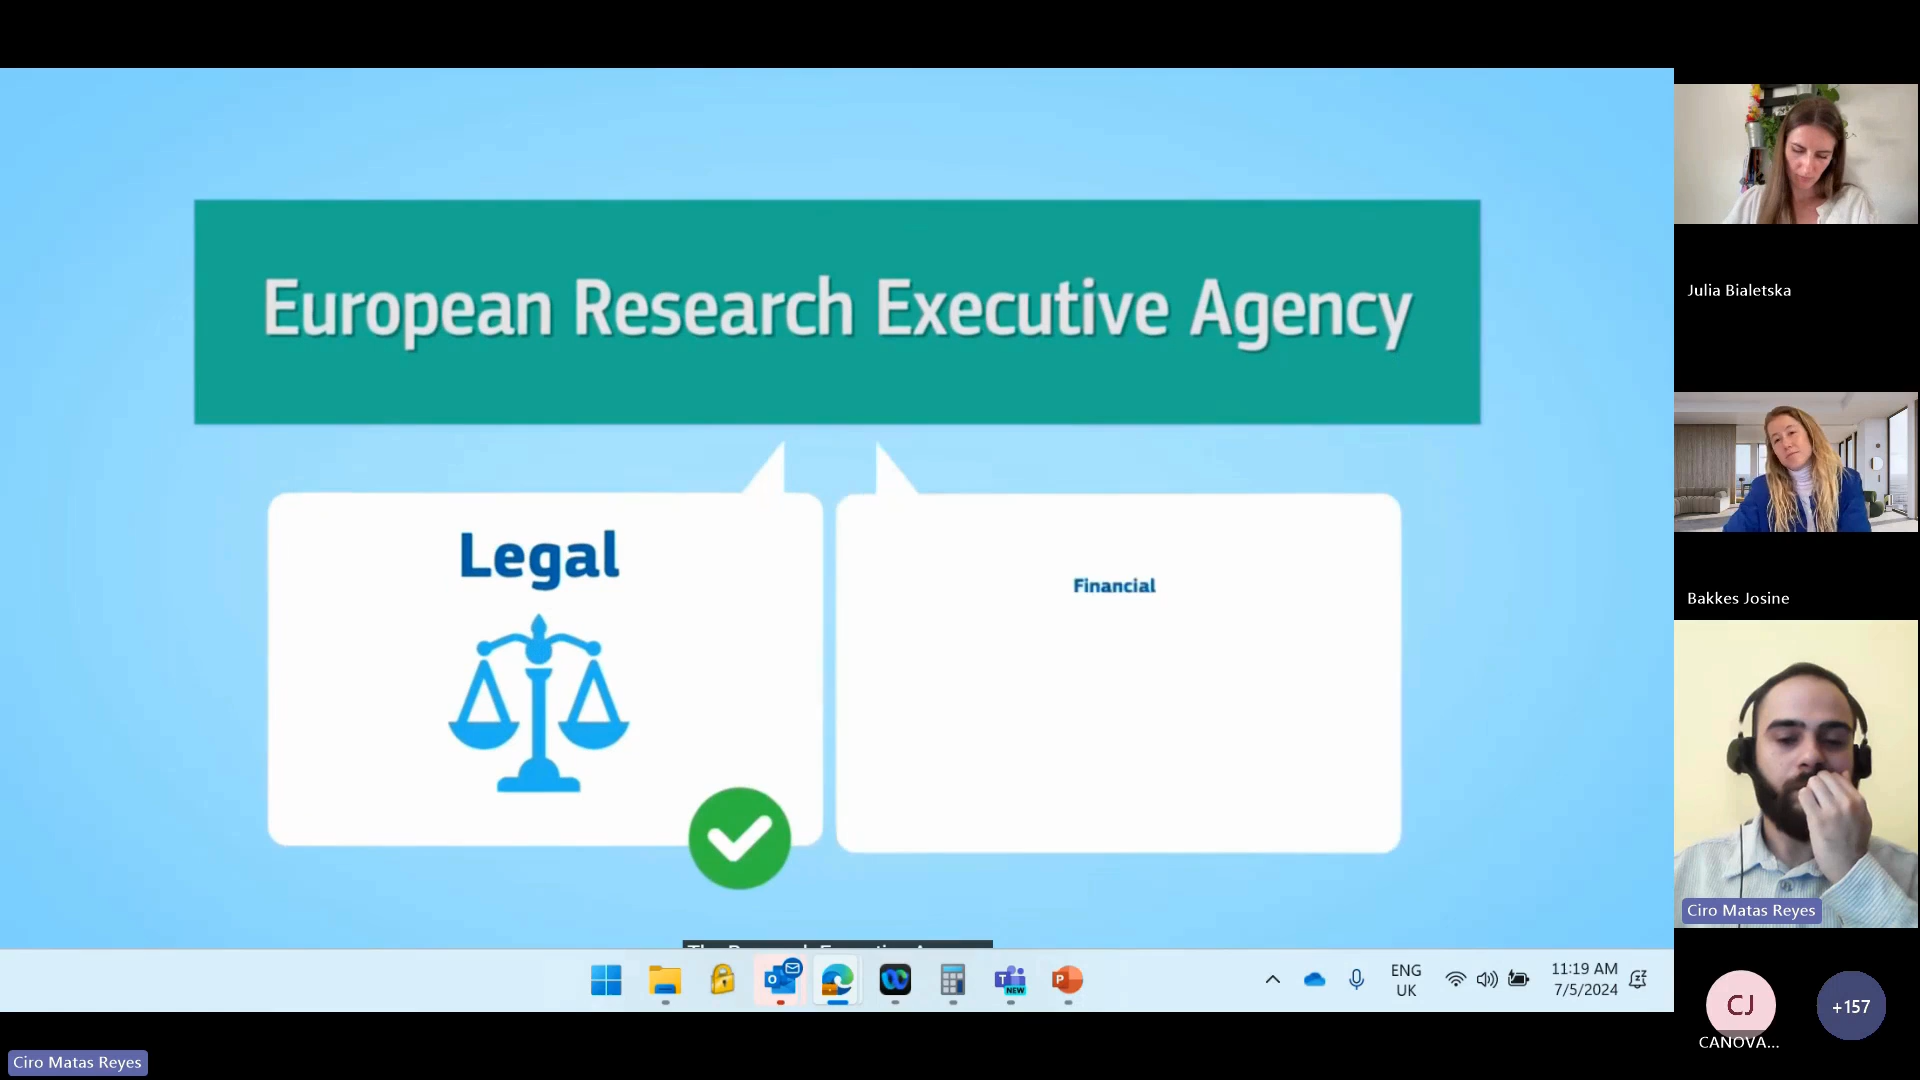 European Research Executive Agency
Legal
Financial
Julia Bialetska
Bakkes Josine
Ciro Matas Reyes
CJ
CANOVA...
+157
NEW
ENG
UK
11:19 AM
7/5/2024
Ciro Matas Reyes